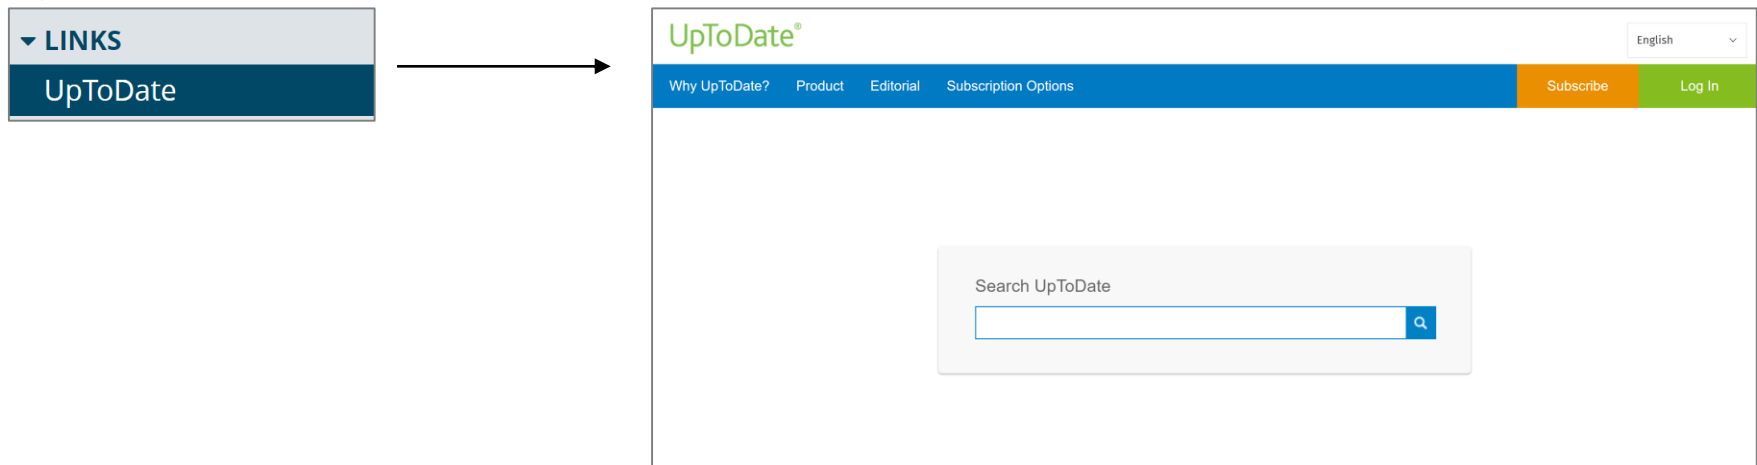 LINKS
UpToDate
UpToDate®
English
Why UpToDate? Product Editorial Subscription Options Subscribe Log In
Search UpToDate